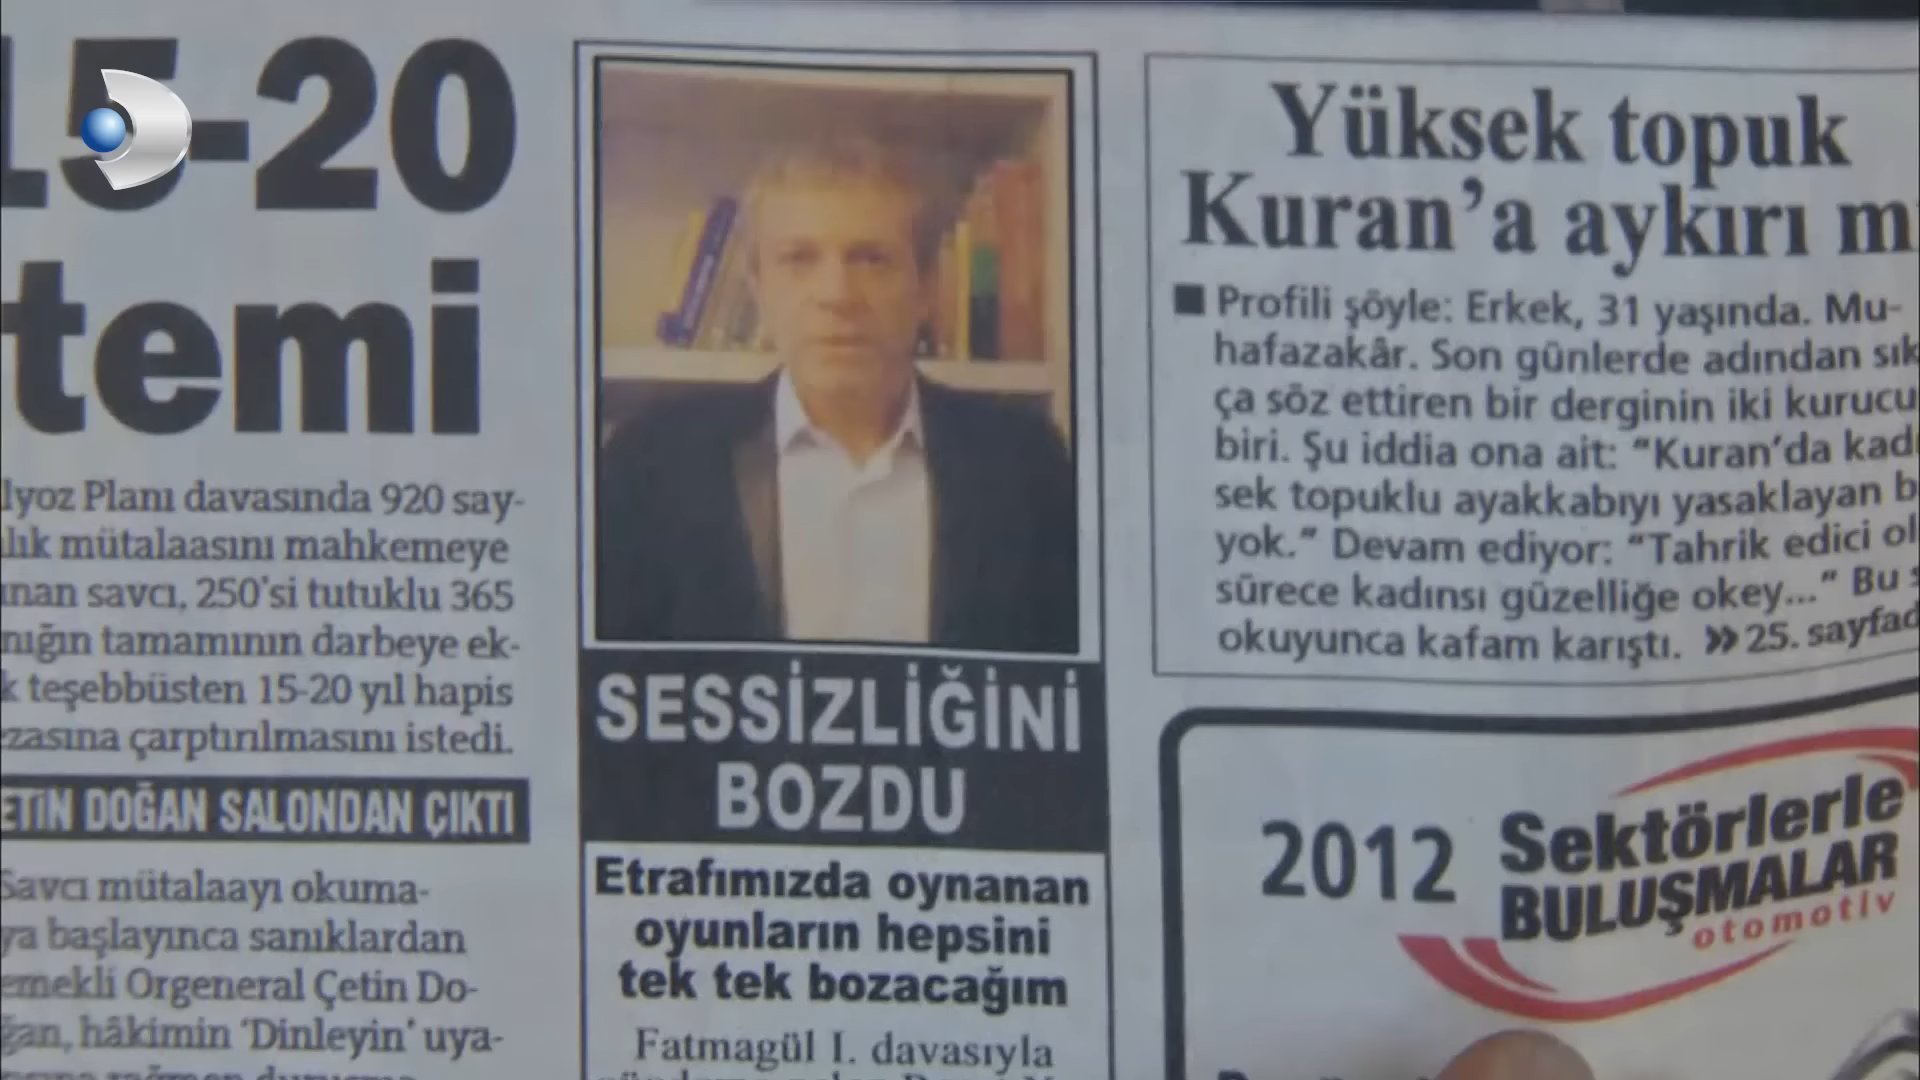 15-20
temi
lyoz Planı davasında 920 say-
lık mütalaasını mahkemeye
nan savcı, 250'si tutuklu 365
nığın tamamının darbeye ek-
k teşebbüsten 15-20 yıl hapis
zasına çarptırılmasını istedi.
ETİN DOĞAN SALONDAN ÇIKTI
Savcı mütalaayı okuma-
ya başlayınca sanıklardan
emekli Orgeneral Çetin Do-
ğan, hâkimin 'Dinleyin' uya-
SESSİZLİĞİNİ
BOZDU
Etrafımızda oynanan
oyunların hepsini
tek tek bozacağım
Fatmagül I. davasıyla
Yüksek topuk
Kuran'a aykırı m
■ Profili şöyle: Erkek, 31 yaşında. Mu-
hafazakâr. Son günlerde adından sık
ça söz ettiren bir derginin iki kurucu
biri. Şu iddia ona ait: "Kuran'da kad
sek topuklu ayakkabıyı yasaklayan b
yok." Devam ediyor: "Tahrik edici ol
sürece kadınsı güzelliğe okey..." Bu s
okuyunca kafam karıştı. » 25. sayfad
2012 Sektörlerle
BULUŞMALAR
otomotiv